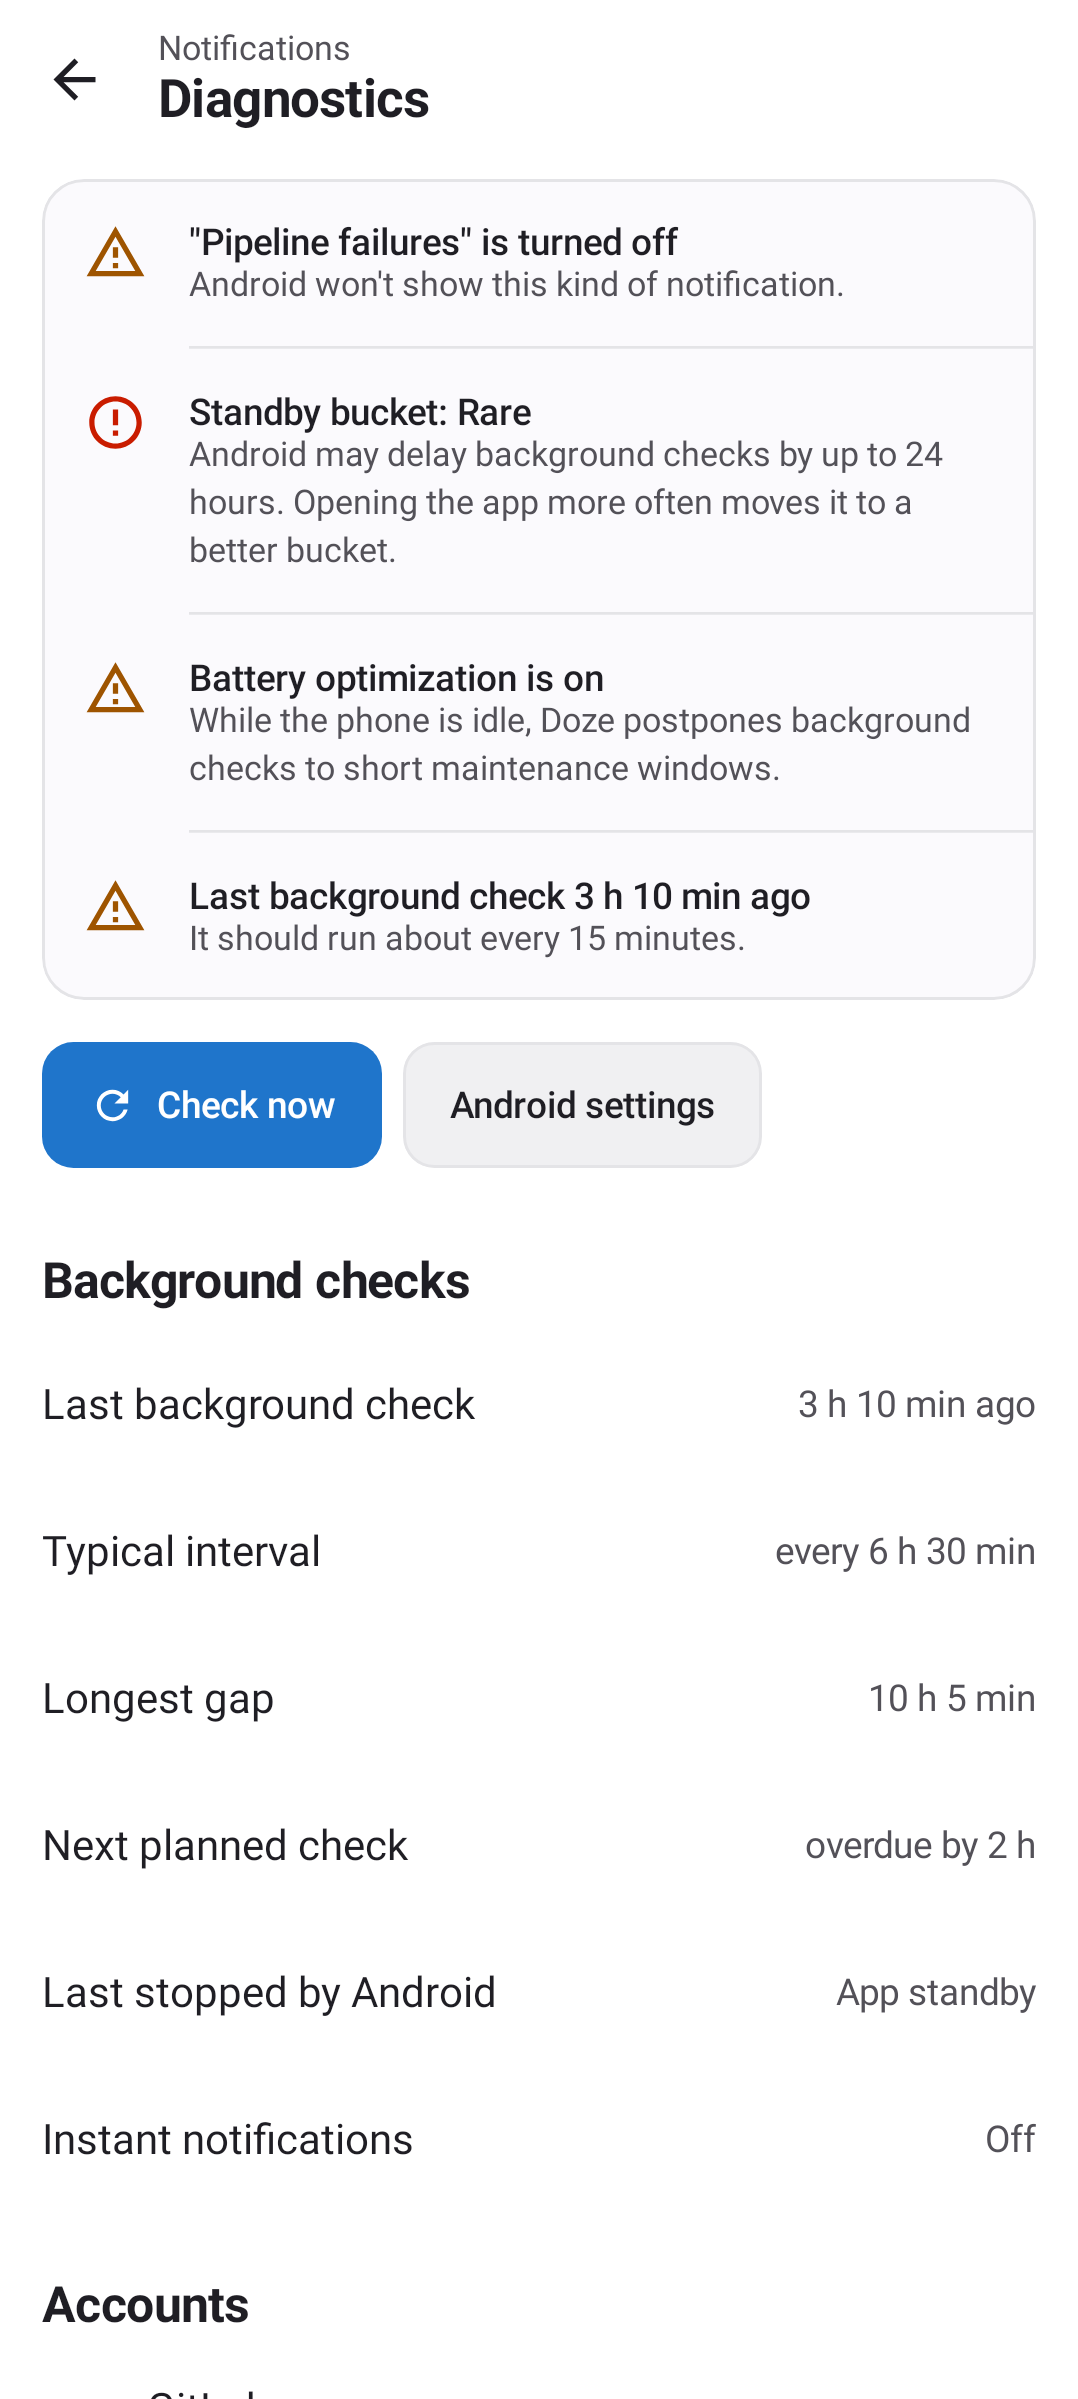 Notifications
Diagnostics
"Pipeline failures" is turned off
Android won't show this kind of notification.
Standby bucket: Rare
Android may delay background checks by up to 24
hours. Opening the app more often moves it to a
better bucket.
Battery optimization is on
While the phone is idle, Doze postpones background
checks to short maintenance windows.
Last background check 3 h 10 min ago
It should run about every 15 minutes.
Check now
Android settings
Background checks
Last background check 3 h 10 min ago
Typical interval every 6 h 30 min
Longest gap 10 h 5 min
Next planned check overdue by 2 h
Last stopped by Android App standby
Instant notifications Off
Accounts